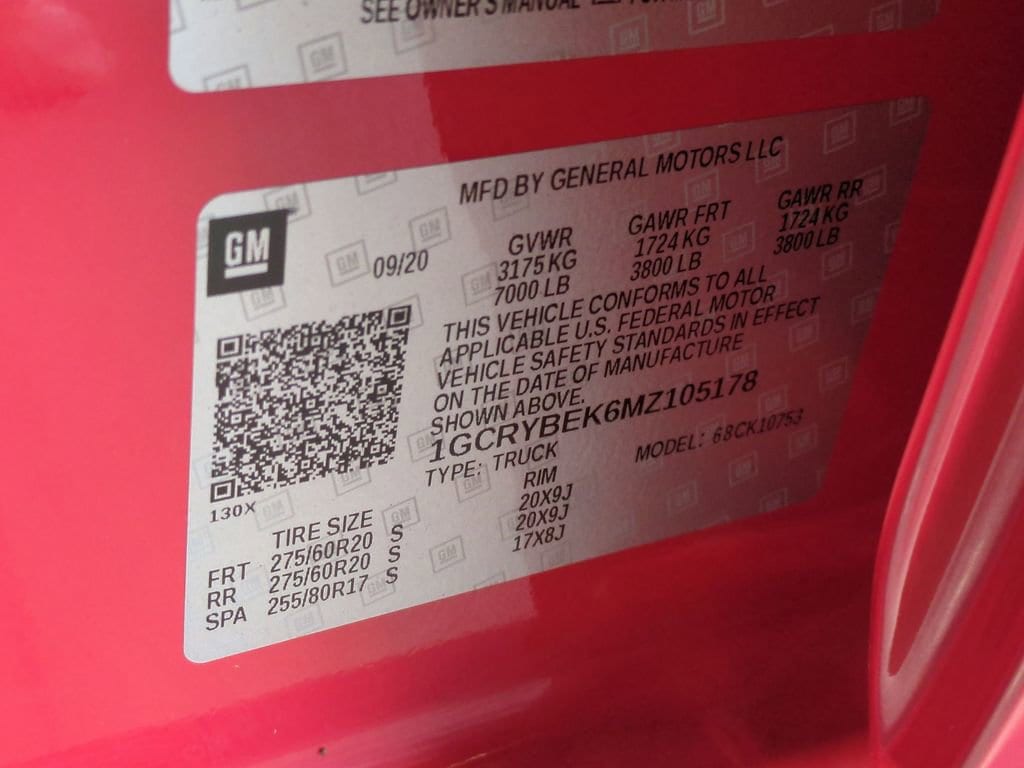 SEE OWNER'S MANUAL
MFD BY GENERAL MOTORS LLC
GM
09/20
GVWR GAWR FRT GAWR RR
3175 KG 1724 KG 1724 KG
7000 LB 3800 LB 3800 LB
THIS VEHICLE CONFORMS TO ALL
APPLICABLE U.S. FEDERAL MOTOR
VEHICLE SAFETY STANDARDS IN EFFECT
ON THE DATE OF MANUFACTURE
SHOWN ABOVE.
1GCRYBEK6MZ105178
TYPE: TRUCK MODEL: 68CK10753
130X
TIRE SIZE RIM
FRT 275/60R20 S 20X9J
RR 275/60R20 S 20X9J
SPA 255/80R17 S 17X8J